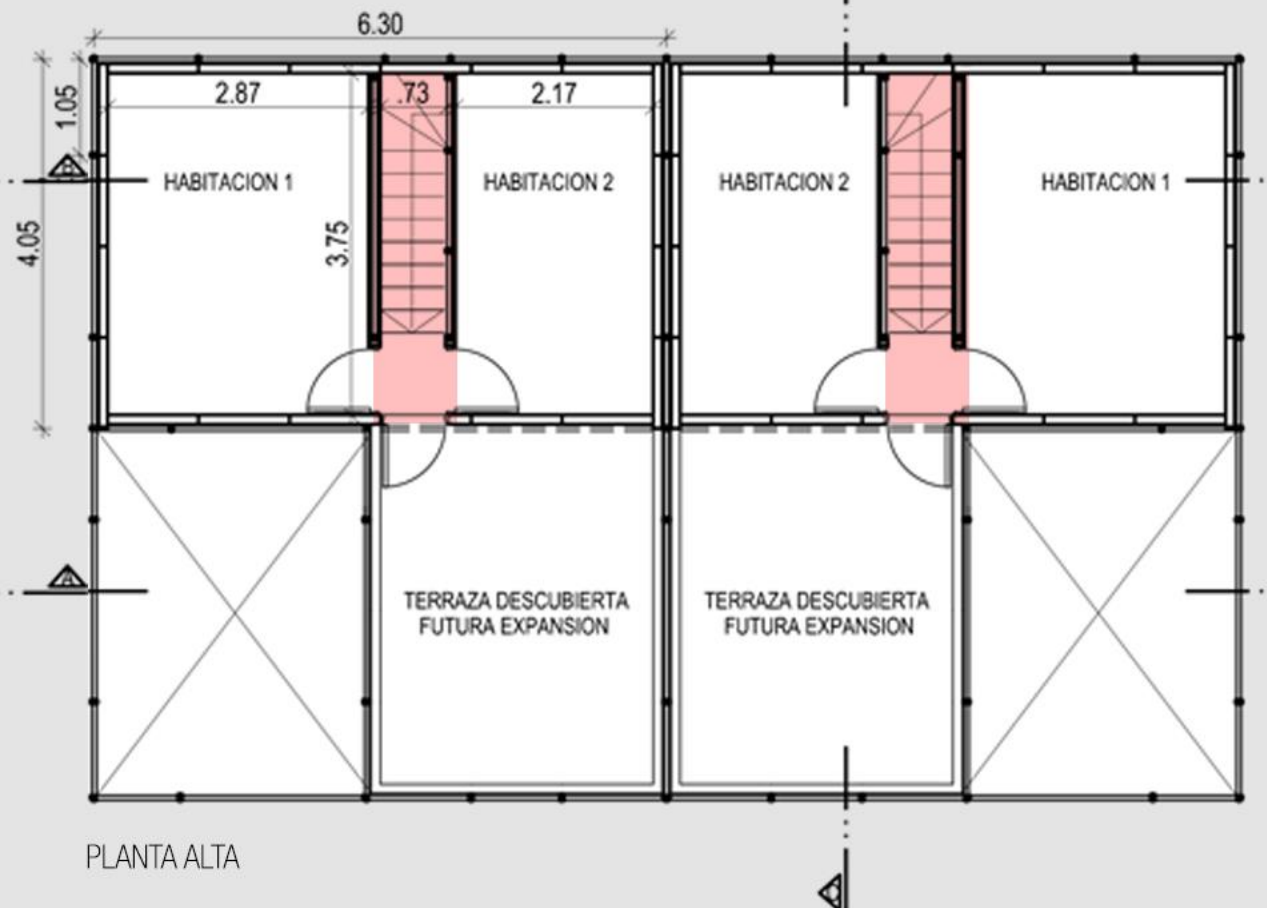 6.30
2.87
.73
2.17
1.05
HABITACION 1
HABITACION 2
HABITACION 2
HABITACION 1
4.05
3.75
A
TERRAZA DESCUBIERTA
FUTURA EXPANSION
TERRAZA DESCUBIERTA
FUTURA EXPANSION
PLANTA ALTA